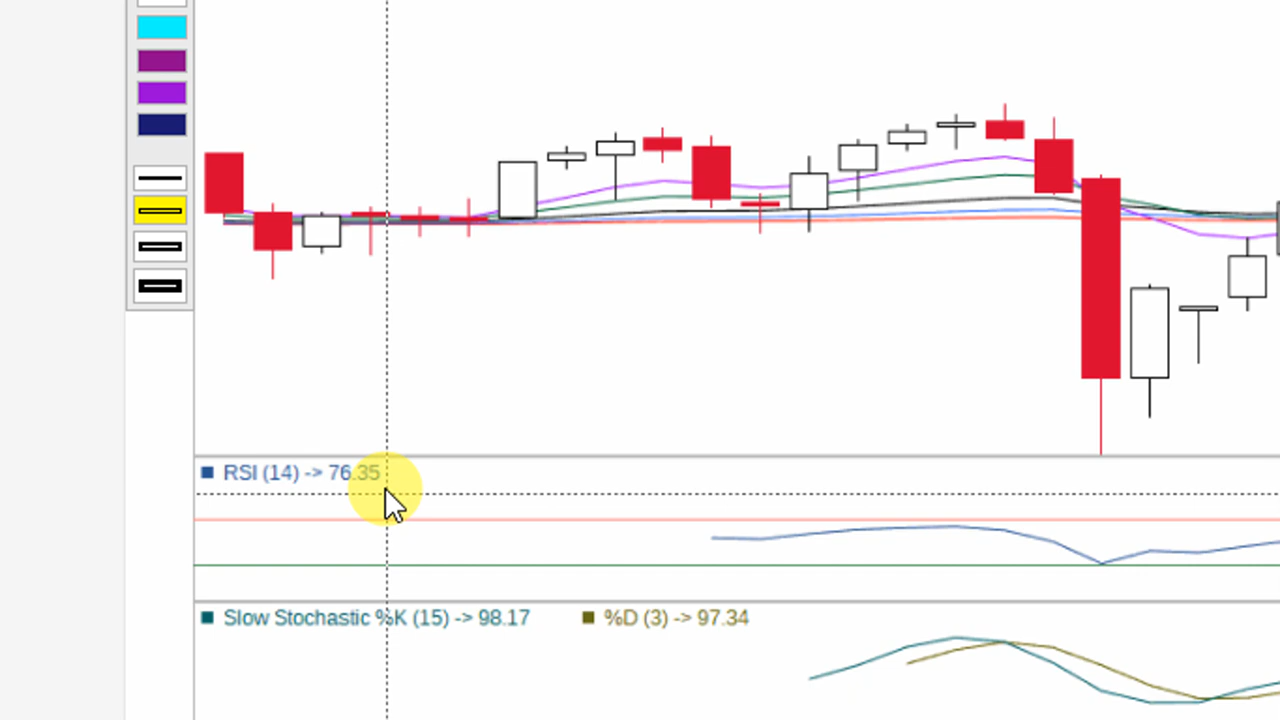 RSI (14) -> 76.35
Slow Stochastic %K (15) -> 98.17 %D (3) -> 97.34